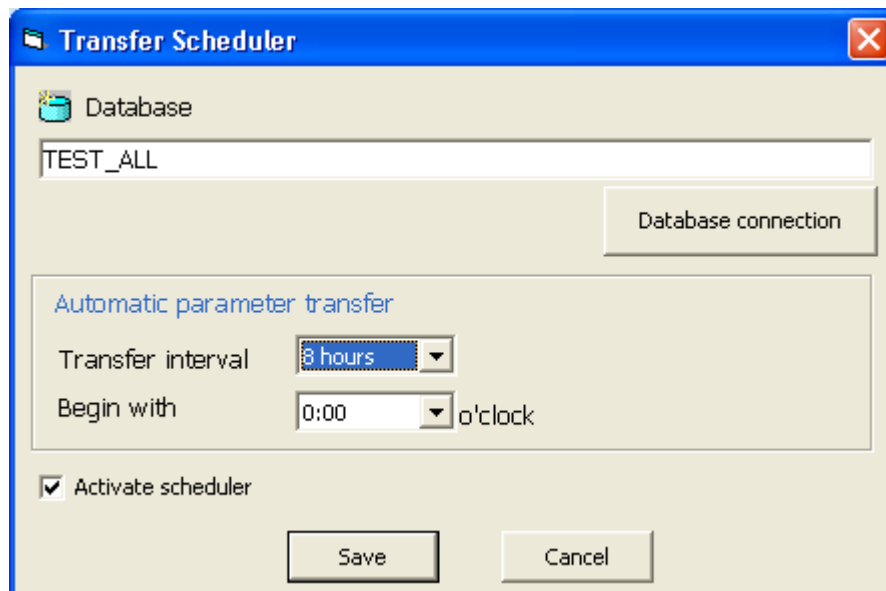 Transfer Scheduler
Database
TEST_ALL
Database connection
Automatic parameter transfer
Transfer interval
8 hours
Begin with
0:00
o'clock
Activate scheduler
Save
Cancel